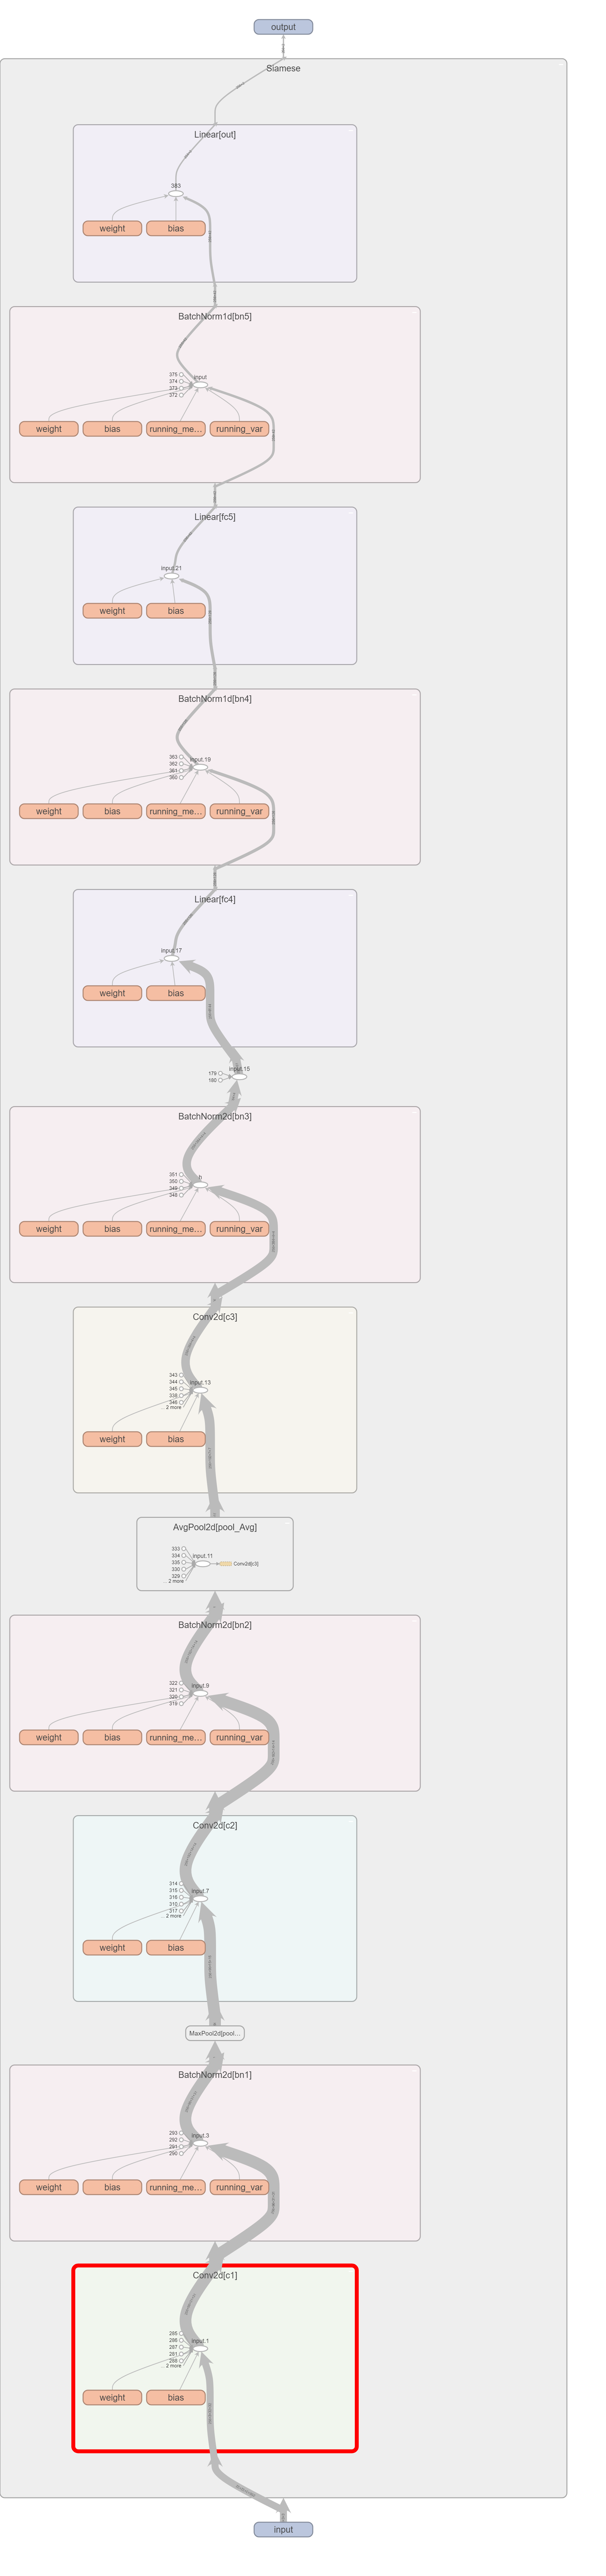 output
Siamese
Linear[out]
383
weight
bias
BatchNorm1d[bn5]
375
input
374
373
372
weight
bias
running_me...
running_var
Linear[fc5]
input.21
weight
bias
BatchNorm1d[bn4]
363
input.19
362
361
360
weight
bias
running_me...
running_var
Linear[fc4]
input.17
weight
bias
input.15
179
180
BatchNorm2d[bn3]
351
b
350
349
348
weight
bias
running_me...
running_var
Conv2d[c3]
343
input.13
344
345
338
346
... 2 more
weight
bias
AvgPool2d[pool_Avg]
333
334
input.11
335
Conv2d[c3]
330
329
... 2 more
BatchNorm2d[bn2]
322
input.9
321
320
319
weight
bias
running_me...
running_var
Conv2d[c2]
314
315
input.7
316
310
317
... 2 more
weight
bias
MaxPool2d[pool...
BatchNorm2d[bn1]
293
input.3
292
291
290
weight
bias
running_me...
running_var
Conv2d[c1]
285
286
input.1
287
281
288
... 2 more
weight
bias
input